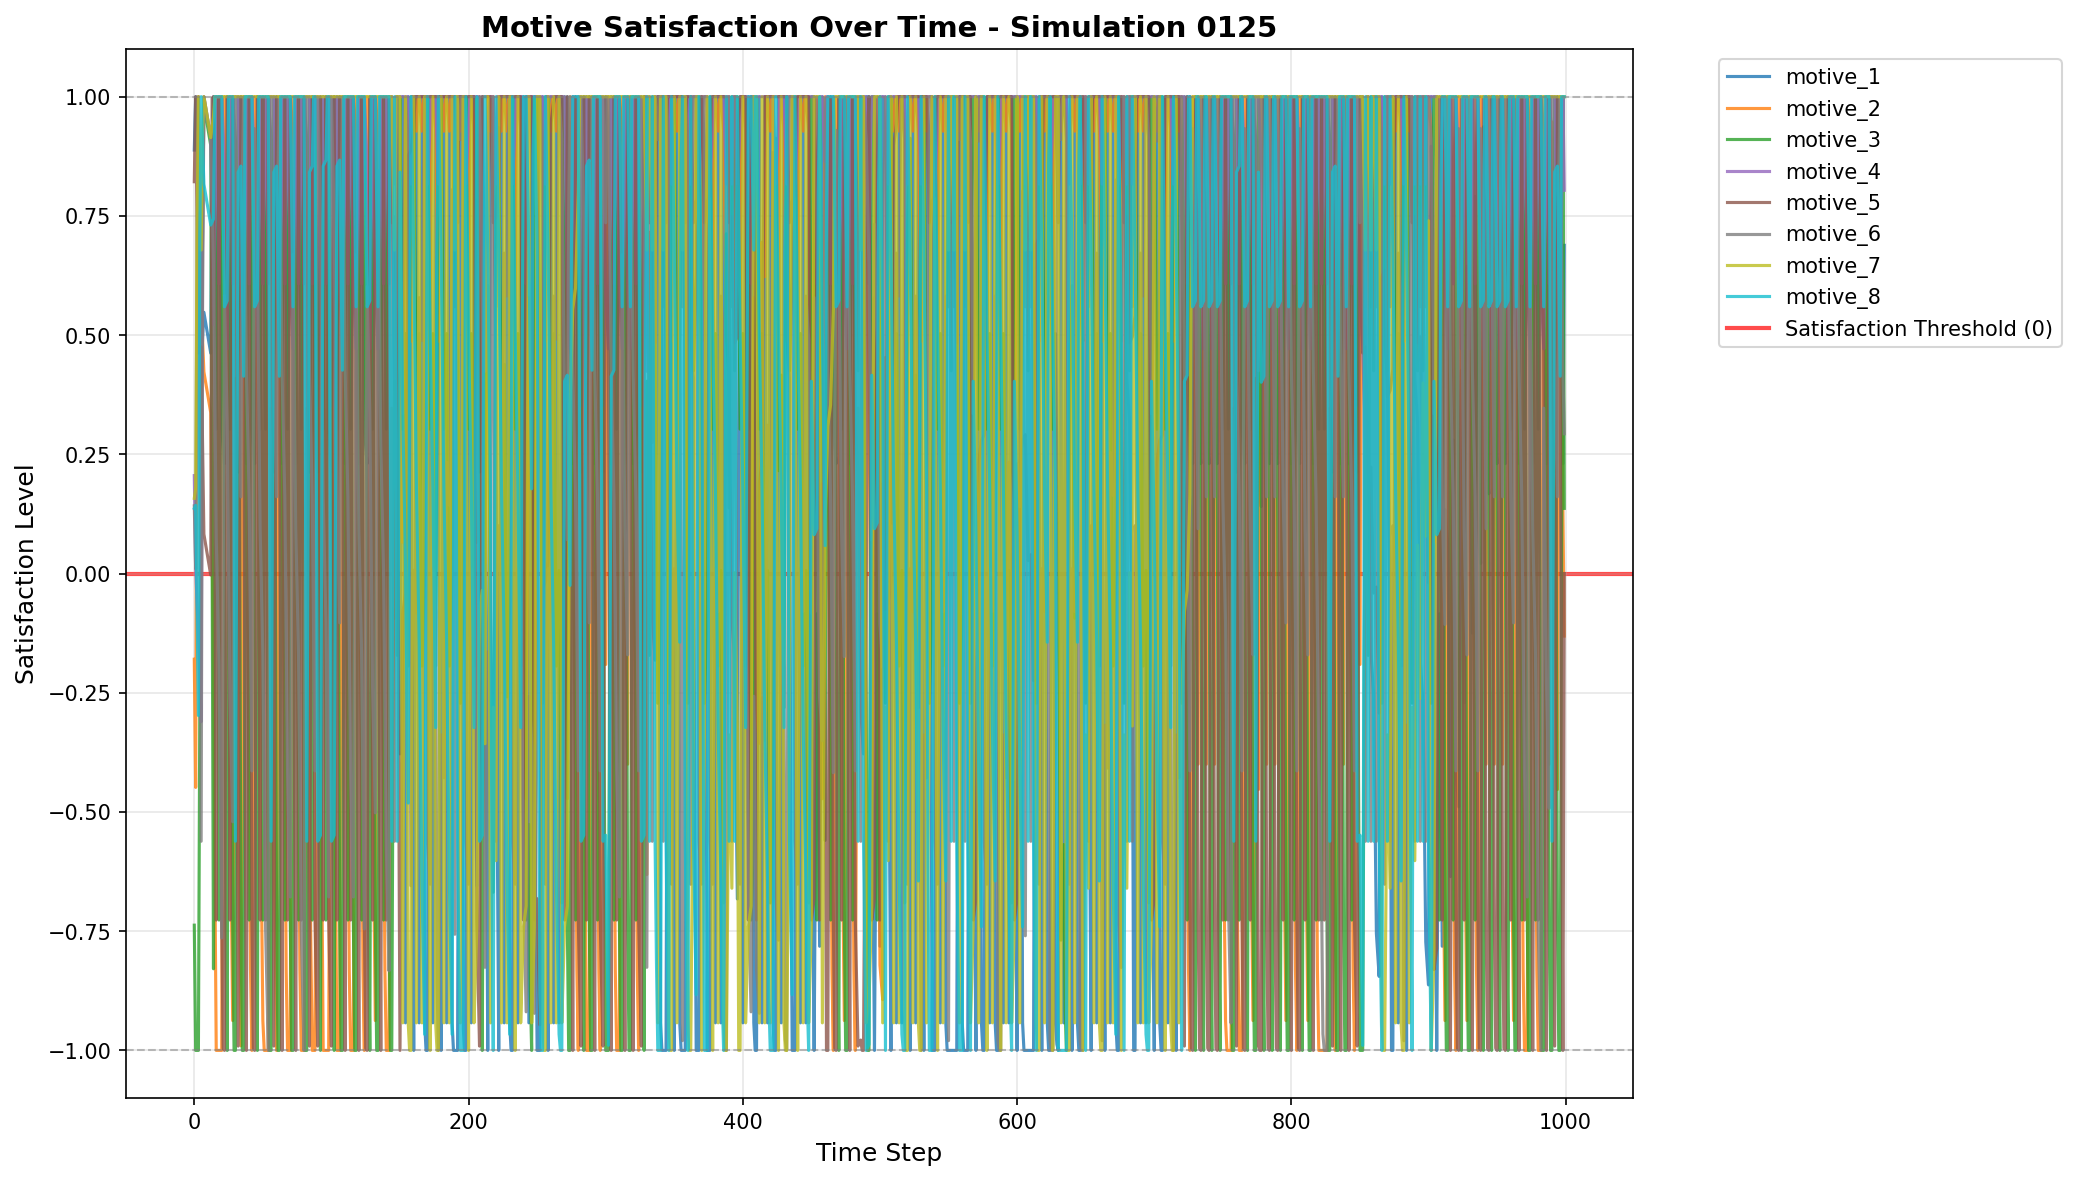 Motive Satisfaction Over Time - Simulation 0125
1.00
0.75
0.50
0.25
0.00
−0.25
−0.50
−0.75
−1.00
Satisfaction Level
0
200
400
600
800
1000
Time Step
motive_1
motive_2
motive_3
motive_4
motive_5
motive_6
motive_7
motive_8
Satisfaction Threshold (0)